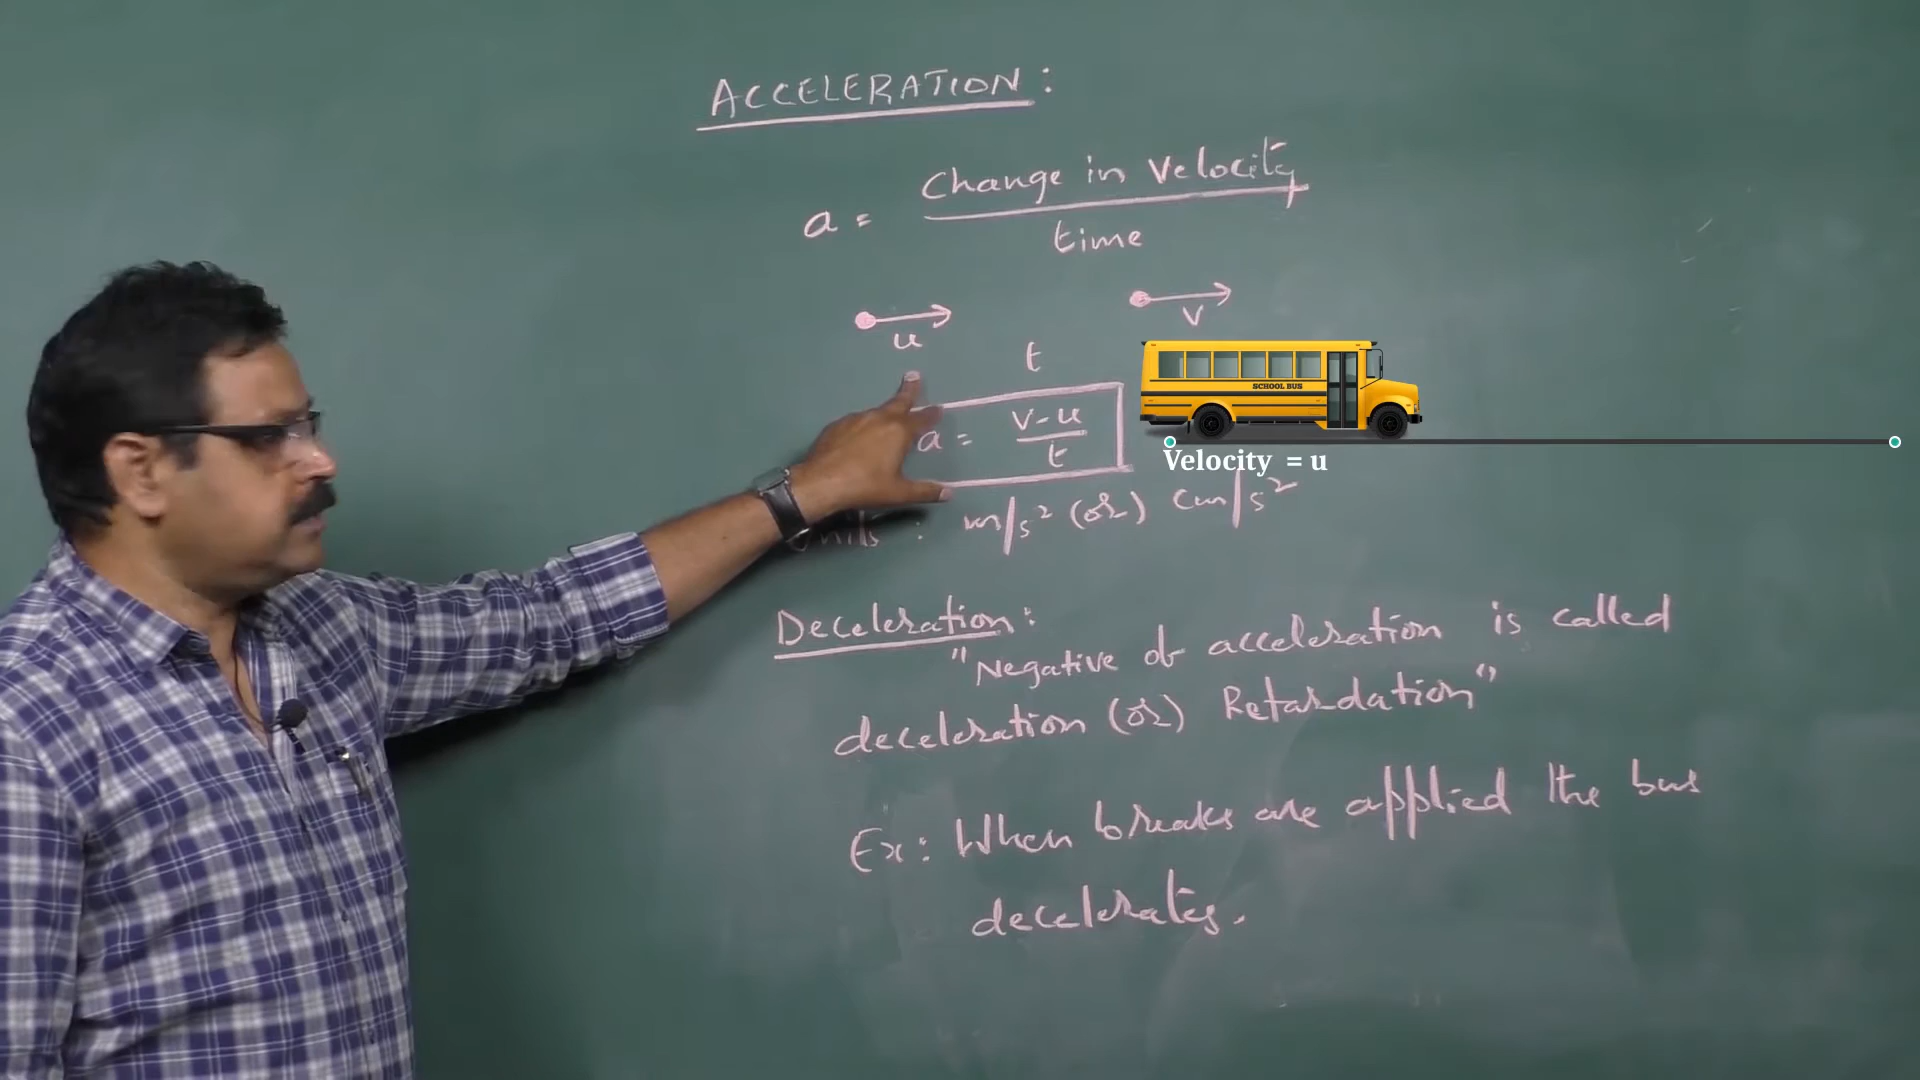 ACCELERATION:
a = Change in Velocity
time
u
v
t
a = v-u
t
SCHOOL BUS
Velocity = u
Units : m/s² (or) cm/s²
Deceleration:
"Negative of acceleration is called
deceleration (or) Retardation"
Ex: When breaks are applied the bus
decelerates.